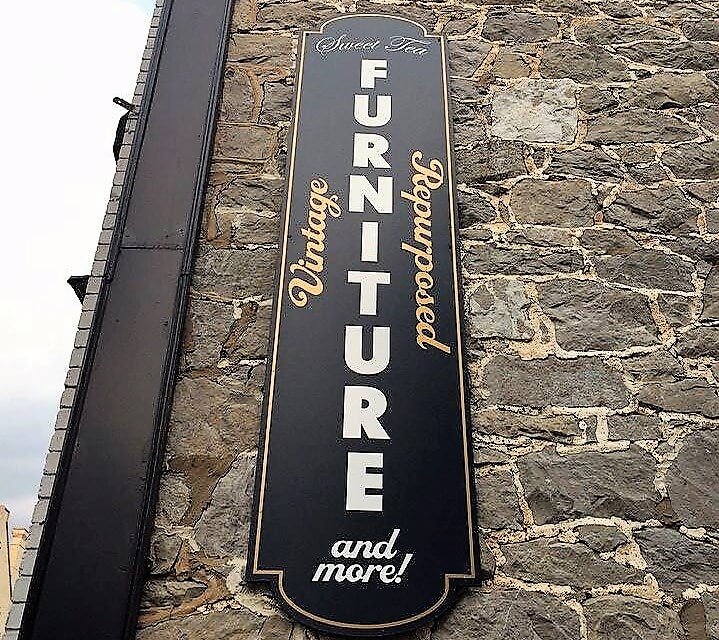 Sweet Tea
FURNITURE
Vintage
Repurposed
and
more!